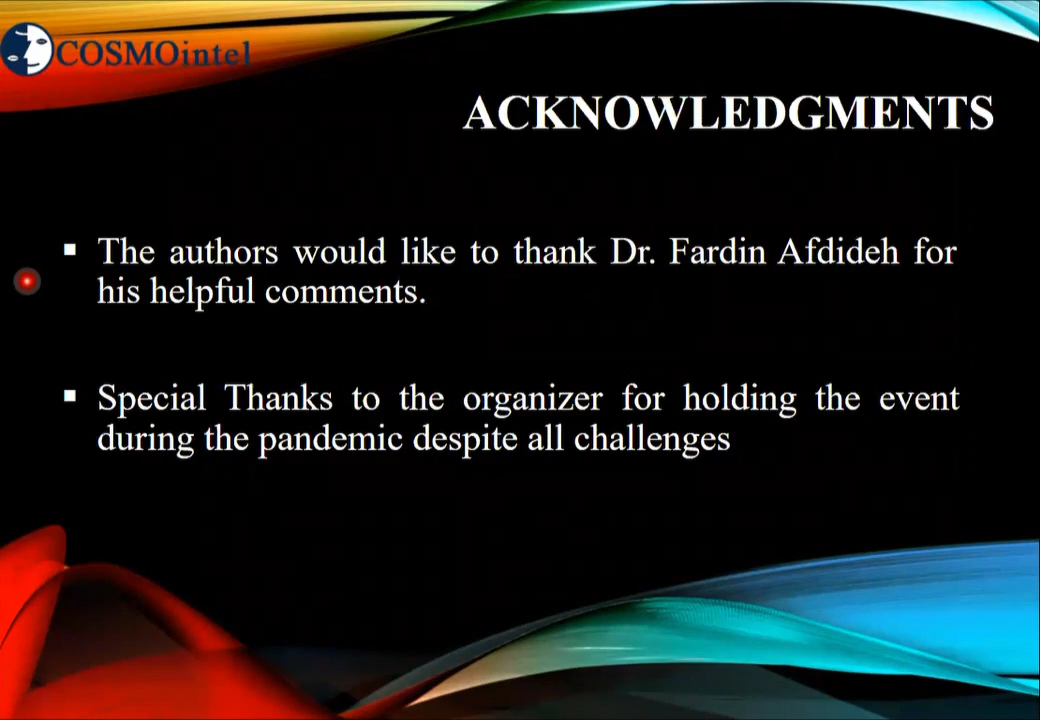 COSMOintel
ACKNOWLEDGMENTS
▪ The authors would like to thank Dr. Fardin Afdideh for
his helpful comments.
▪ Special Thanks to the organizer for holding the event
during the pandemic despite all challenges